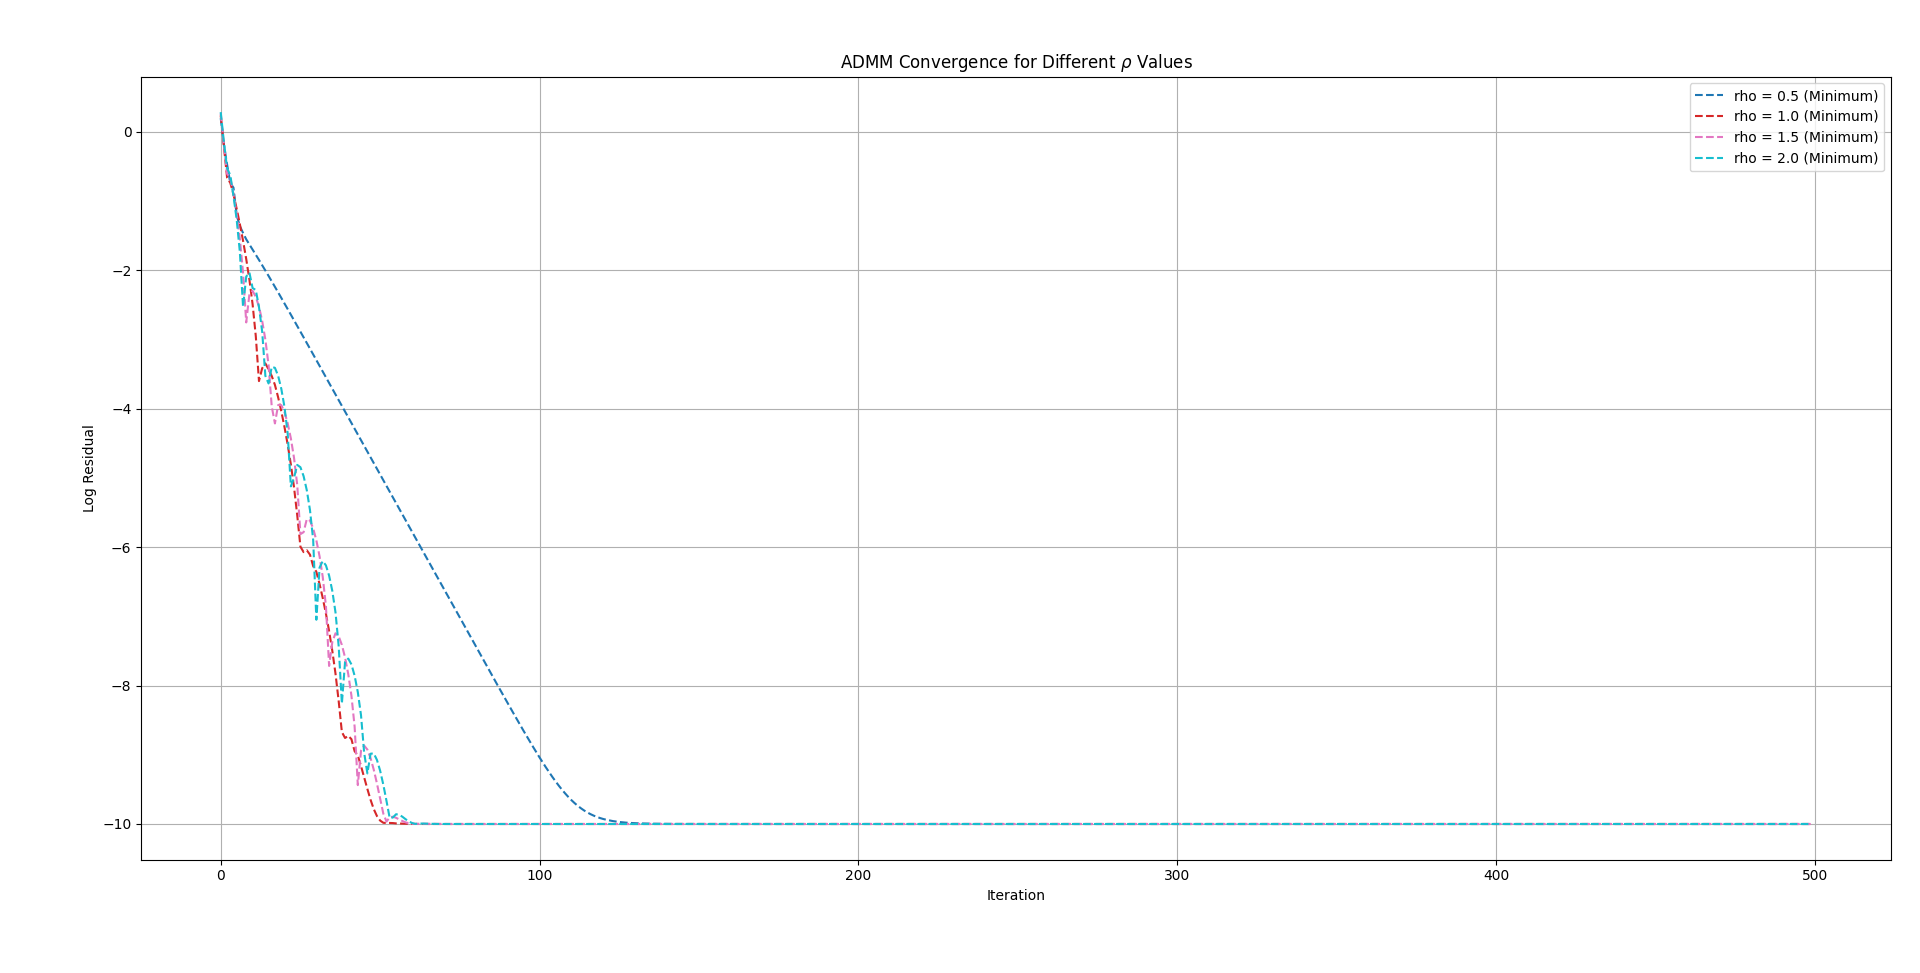 ADMM Convergence for Different ρ Values
rho = 0.5 (Minimum)
rho = 1.0 (Minimum)
rho = 1.5 (Minimum)
rho = 2.0 (Minimum)
Log Residual
0
−2
−4
−6
−8
−10
0 100 200 300 400 500
Iteration